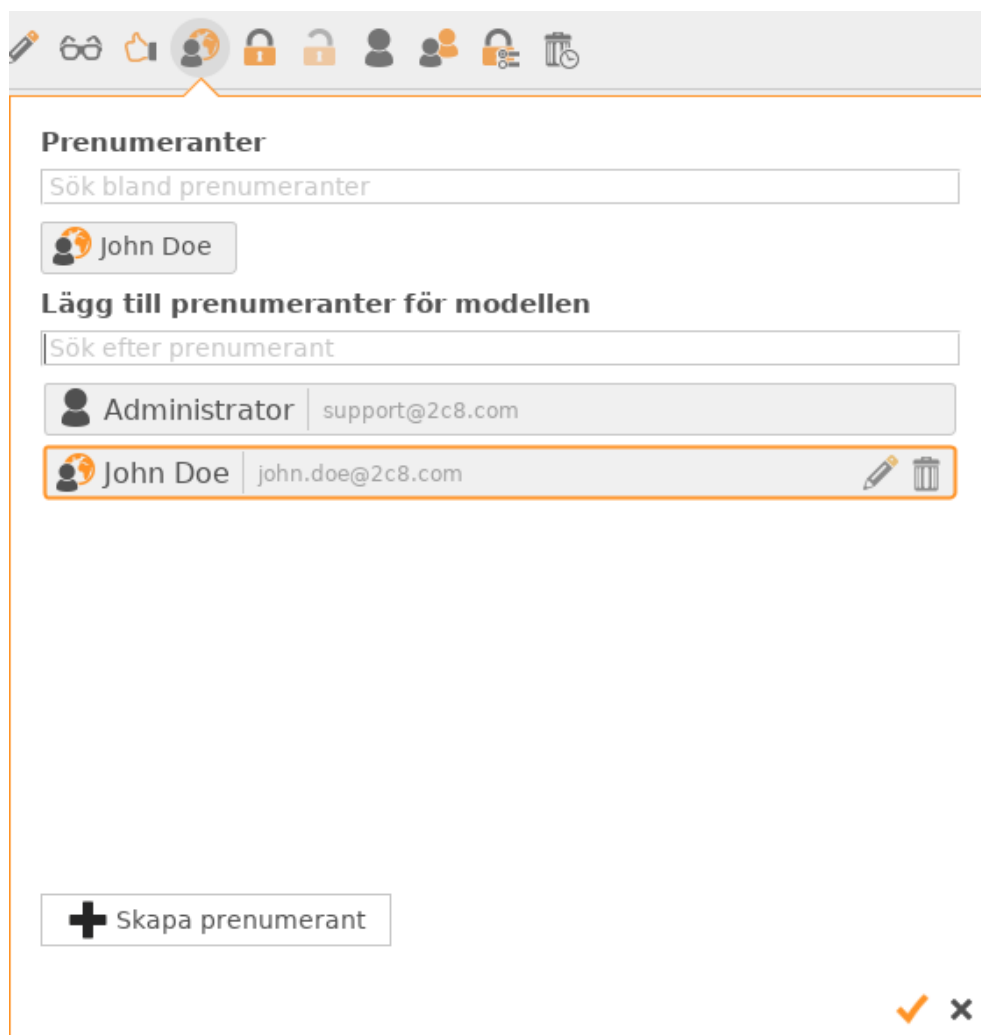 Prenumeranter
Sök bland prenumeranter
John Doe
Lägg till prenumeranter för modellen
Sök efter prenumerant
Administrator support@2c8.com
John Doe john.doe@2c8.com
Skapa prenumerant